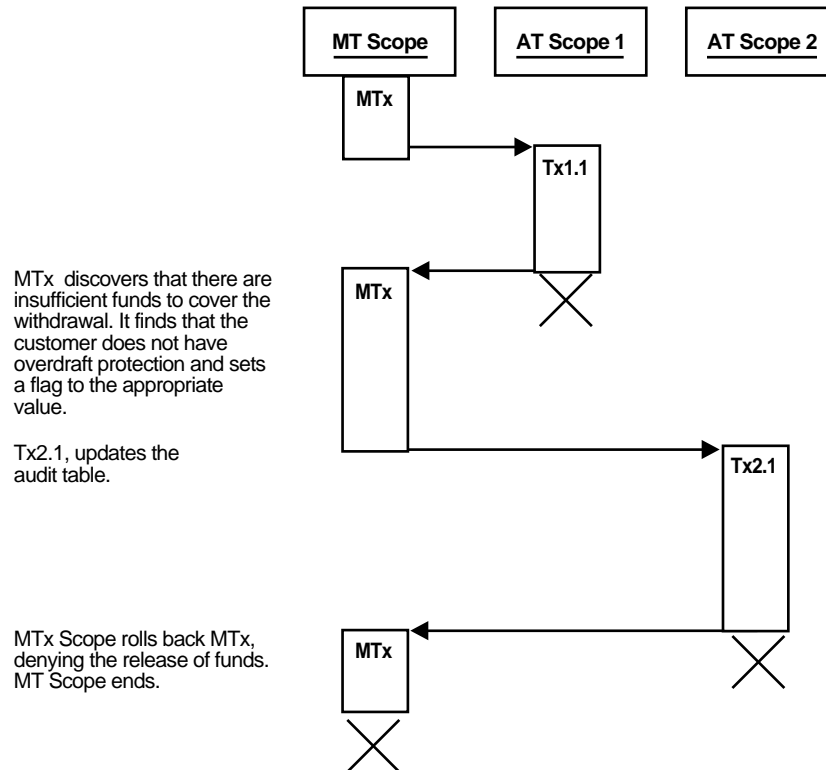 MT Scope AT Scope 1 AT Scope 2
MTx
Tx1.1
MTx discovers that there are
insufficient funds to cover the
withdrawal. It finds that the
customer does not have
overdraft protection and sets
a flag to the appropriate
value.
MTx
Tx2.1, updates the
audit table.
Tx2.1
MTx Scope rolls back MTx,
denying the release of funds.
MT Scope ends.
MTx